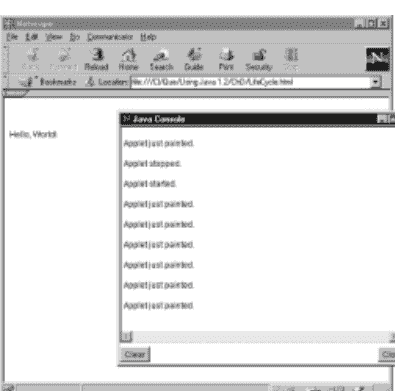 Netscape
File Edit View Go Communicator Help
Back Forward Reload Home Search Guide Print Security Stop
Bookmarks Location: file:///C|/Que/Using Java 1.2/Ch0/LifeCycle.html
Hello, World!
Java Console
Applet just painted.
Applet stopped.
Applet started.
Applet just painted.
Applet just painted.
Applet just painted.
Applet just painted.
Applet just painted.
Applet just painted.
Clear